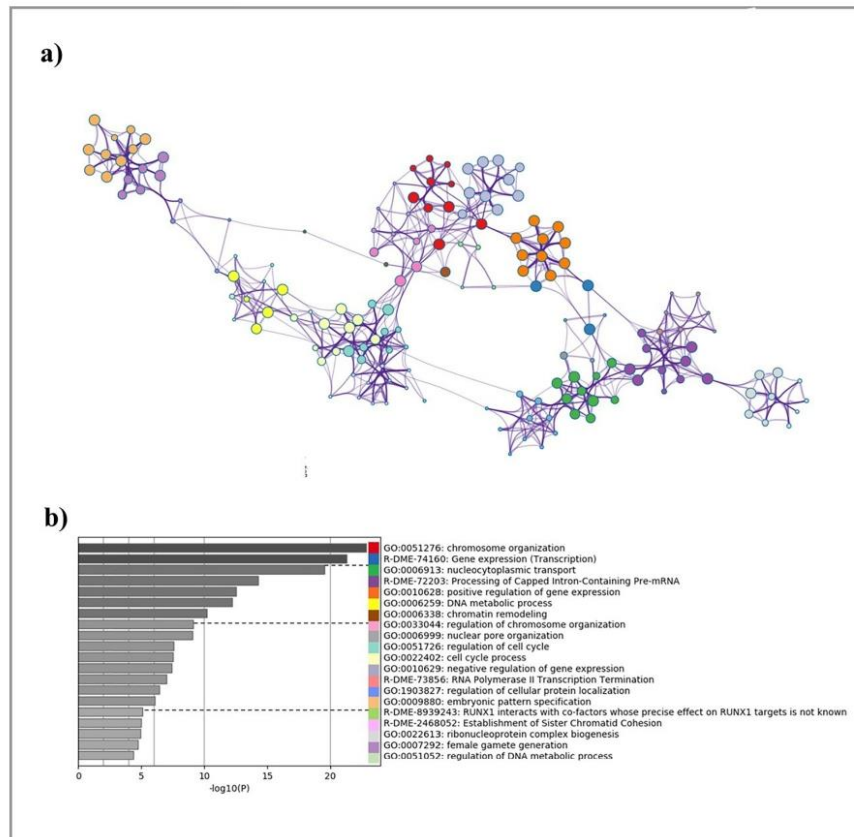 a)
b)
GO:0051276: chromosome organization
R-DME-74160: Gene expression (Transcription)
GO:0006913: nucleocytoplasmic transport
R-DME-72203: Processing of Capped Intron-Containing Pre-mRNA
GO:0010628: positive regulation of gene expression
GO:0006259: DNA metabolic process
GO:0006338: chromatin remodeling
GO:0033044: regulation of chromosome organization
GO:0006999: nuclear pore organization
GO:0051726: regulation of cell cycle
GO:0022402: cell cycle process
GO:0010629: negative regulation of gene expression
R-DME-73856: RNA Polymerase II Transcription Termination
GO:1903827: regulation of cellular protein localization
GO:0009880: embryonic pattern specification
R-DME-8939243: RUNX1 interacts with co-factors whose precise effect on RUNX1 targets is not known
R-DME-2468052: Establishment of Sister Chromatid Cohesion
GO:0022613: ribonucleoprotein complex biogenesis
GO:0007292: female gamete generation
GO:0051052: regulation of DNA metabolic process
0 5 10 15 20
-log10(P)